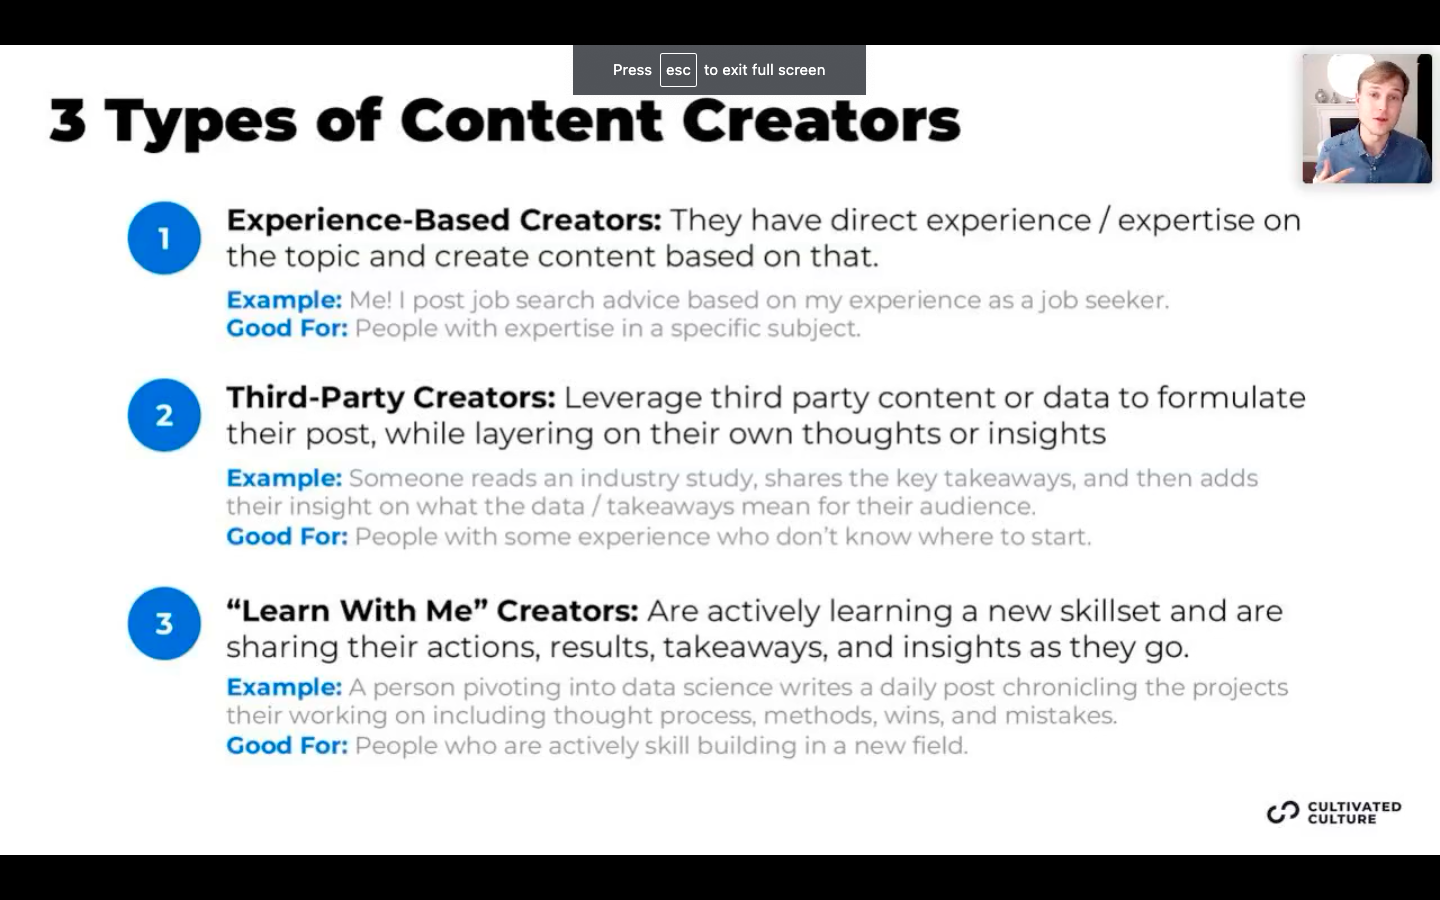 Press esc to exit full screen
3 Types of Content Creators
1
Experience-Based Creators: They have direct experience / expertise on
the topic and create content based on that.
Example: Me! I post job search advice based on my experience as a job seeker.
Good For: People with expertise in a specific subject.
2
Third-Party Creators: Leverage third party content or data to formulate
their post, while layering on their own thoughts or insights
Example: Someone reads an industry study, shares the key takeaways, and then adds
their insight on what the data / takeaways mean for their audience.
Good For: People with some experience who don’t know where to start.
3
“Learn With Me” Creators: Are actively learning a new skillset and are
sharing their actions, results, takeaways, and insights as they go.
Example: A person pivoting into data science writes a daily post chronicling the projects
their working on including thought process, methods, wins, and mistakes.
Good For: People who are actively skill building in a new field.
CULTIVATED
CULTURE